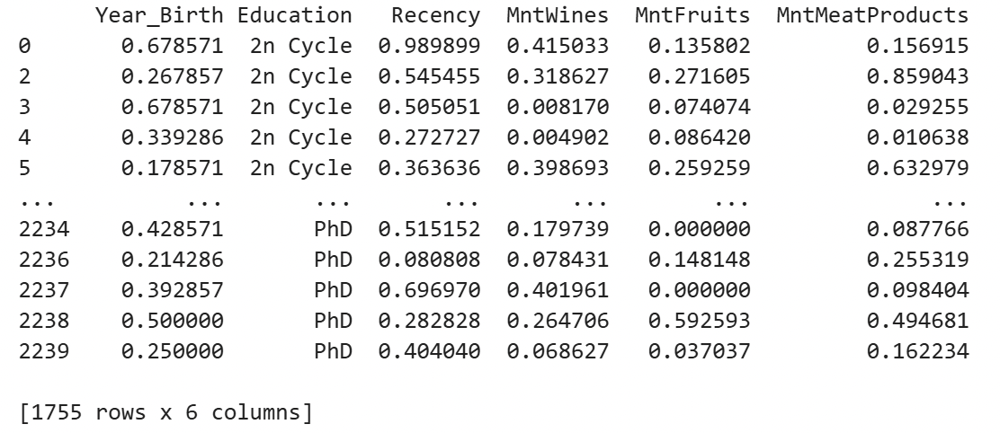 Year_Birth Education Recency MntWines MntFruits MntMeatProducts
0 0.678571 2n Cycle 0.989899 0.415033 0.135802 0.156915
2 0.267857 2n Cycle 0.545455 0.318627 0.271605 0.859043
3 0.678571 2n Cycle 0.505051 0.008170 0.074074 0.029255
4 0.339286 2n Cycle 0.272727 0.004902 0.086420 0.010638
5 0.178571 2n Cycle 0.363636 0.398693 0.259259 0.632979
... ... ... ... ... ... ...
2234 0.428571 PhD 0.515152 0.179739 0.000000 0.087766
2236 0.214286 PhD 0.080808 0.078431 0.148148 0.255319
2237 0.392857 PhD 0.696970 0.401961 0.000000 0.098404
2238 0.500000 PhD 0.282828 0.264706 0.592593 0.494681
2239 0.250000 PhD 0.404040 0.068627 0.037037 0.162234
[1755 rows x 6 columns]